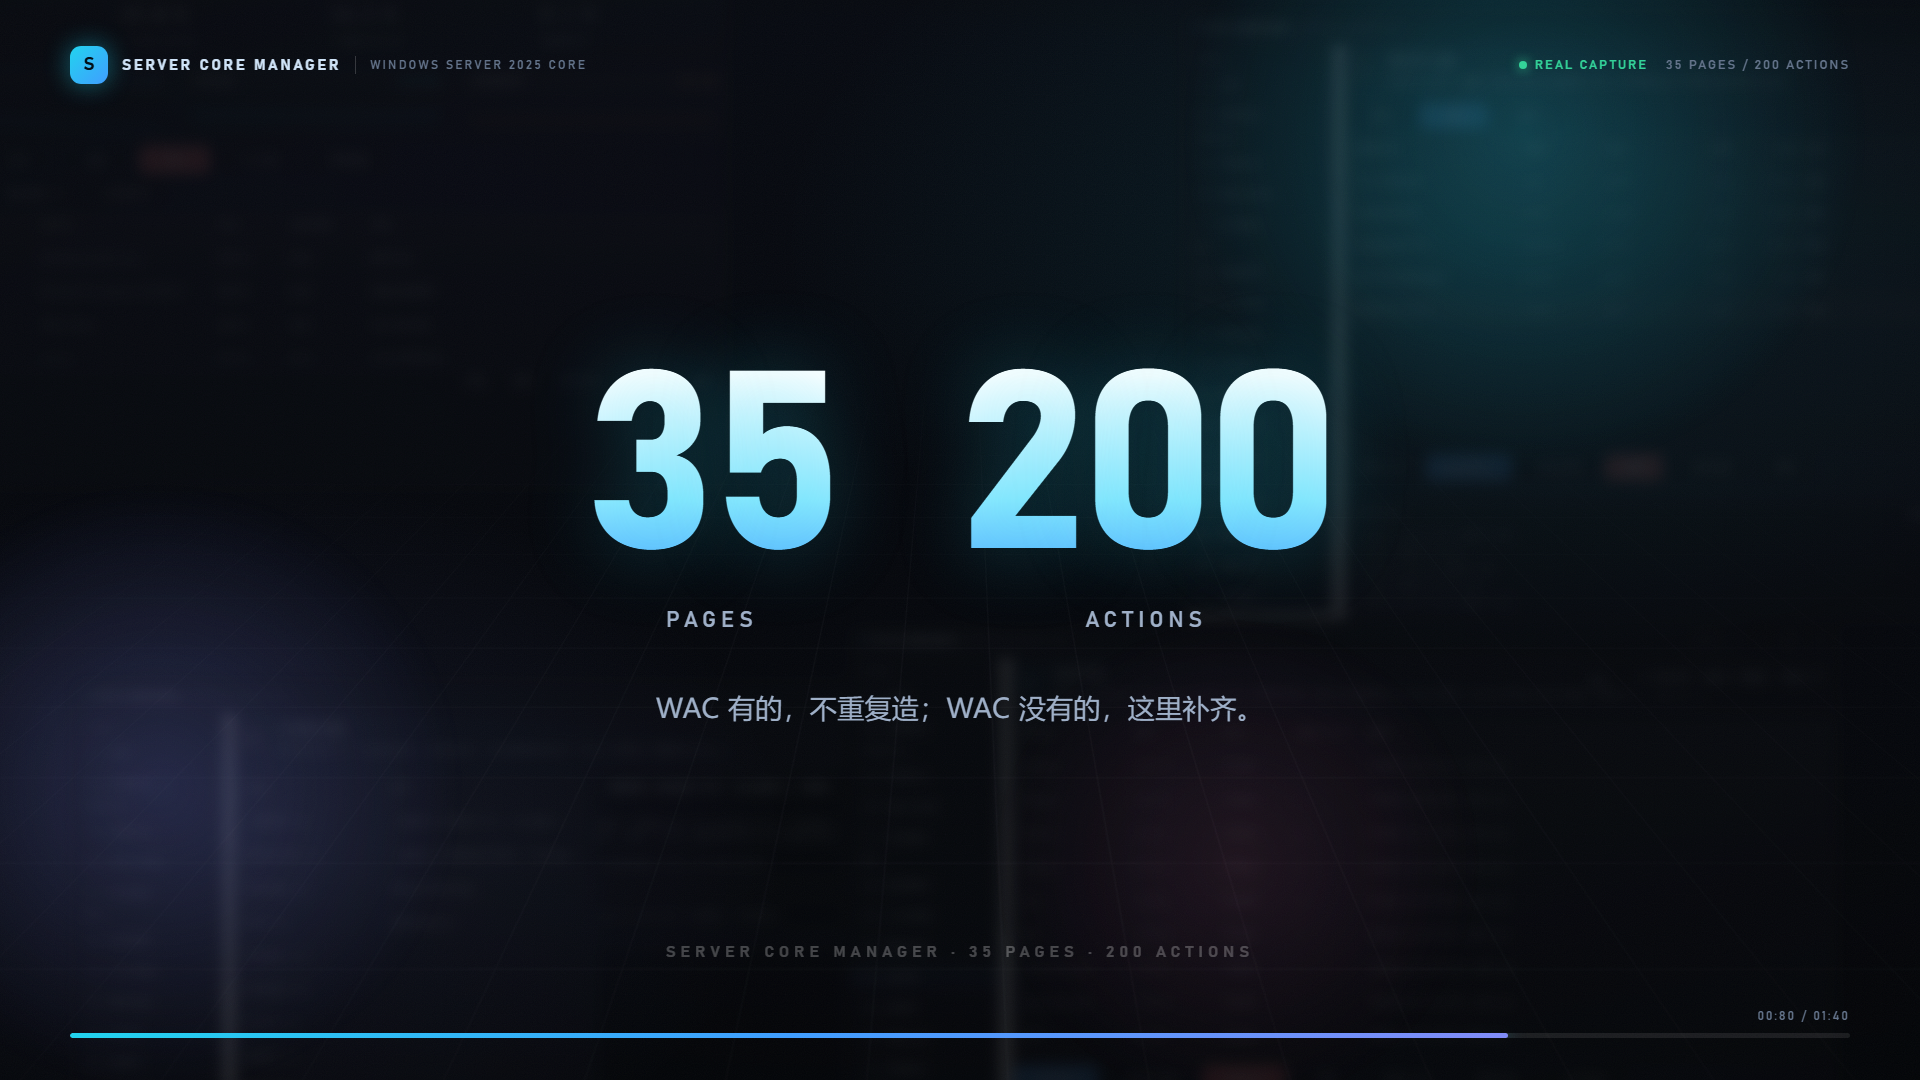 S SERVER CORE MANAGER WINDOWS SERVER 2025 CORE
REAL CAPTURE 35 PAGES / 200 ACTIONS
35 200
PAGES ACTIONS
WAC 有的，不重复造；WAC 没有的，这里补齐。
SERVER CORE MANAGER · 35 PAGES · 200 ACTIONS
00:80 / 01:40